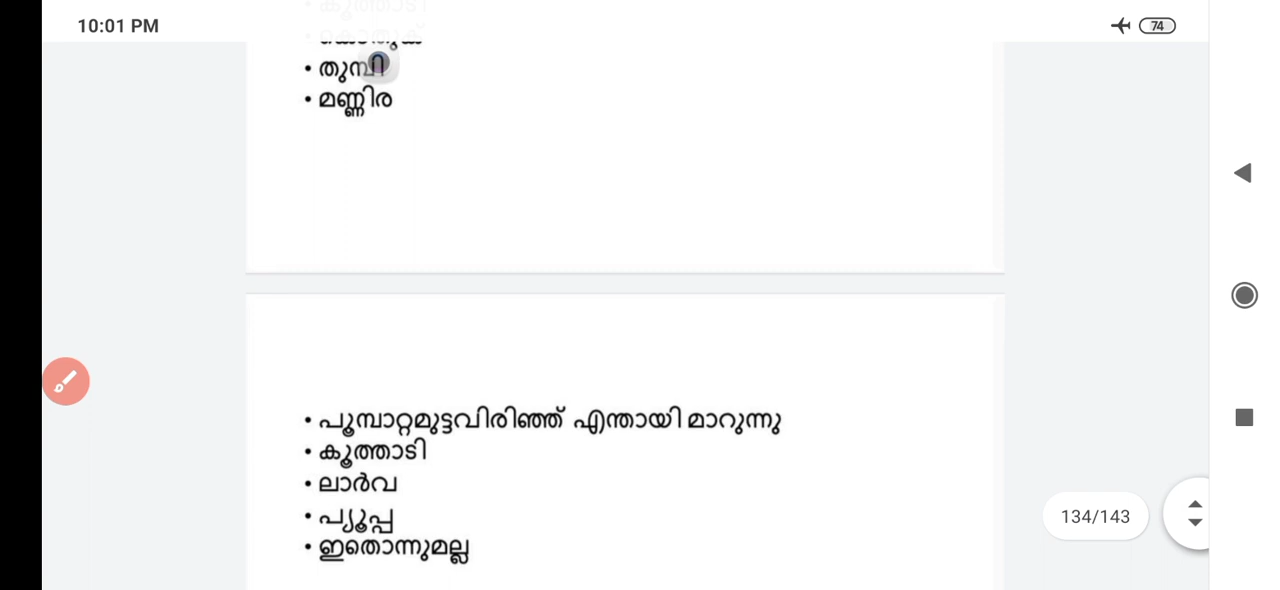 10:01 PM
74
• കൂത്താടി
• കൊതുക്
• തുമ്പി
• മണ്ണിര
• പൂമ്പാറ്റമുട്ടവിരിഞ്ഞ് എന്തായി മാറുന്നു
• കൂത്താടി
• ലാർവ
• പ്യൂപ്പ
• ഇതൊന്നുമല്ല
134/143